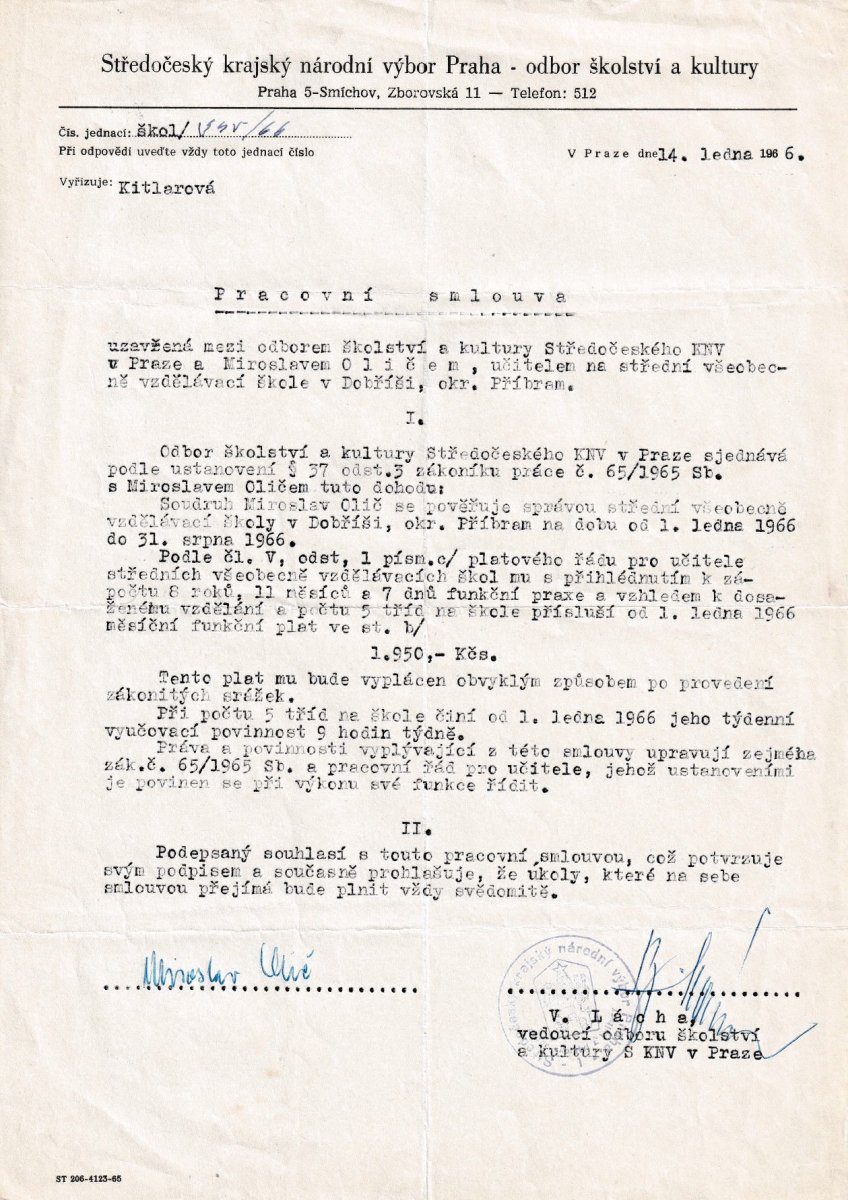 Středočeský krajský národní výbor Praha - odbor školství a kultury
Praha 5-Smíchov, Zborovská 11 — Telefon: 512
Čís. jednací: škol/
Při odpovědi uveďte vždy toto jednací číslo
V Praze dne 14. ledna 1966.
Vyřizuje: Kitlarová
Pracovní smlouva
uzavřená mezi odborem školství a kultury Středočeského KNV
v Praze a Miroslavem Oličem, učitelem na střední všeobec-
ně vzdělávací škole v Dobříši, okr. Příbram.
I.
Odbor školství a kultury Středočeského KNV v Praze sjednává
podle ustanovení § 37 odst.3 zákoníku práce č. 65/1965 Sb.
s Miroslavem Oličem tuto dohodu:
Soudruh Miroslav Olič se pověřuje správou střední všeobecně
vzdělávací školy v Dobříši, okr. Příbram na dobu od 1. ledna 1966
do 31. srpna 1966.
Podle čl. V, odst, 1 písm.c/ platového řádu pro učitele
středních všeobecně vzdělávacích škol mu s přihlédnutím k zá-
počtu 8 roků, 11 měsíců a 7 dnů funkční praxe a vzhledem k dosa-
ženému vzdělání a počtu 5 tříd na škole přísluší od 1. ledna 1966
měsíční funkční plat ve st. b/
1.950,- Kčs.
Tento plat mu bude vyplácen obvyklým způsobem po provedení
zákonitých srážek.
Při počtu 5 tříd na škole činí od 1. ledna 1966 jeho týdenní
vyučovací povinnost 9 hodin týdně.
Práva a povinnosti vyplývající z této smlouvy upravují zejména
zák.č. 65/1965 Sb. a pracovní řád pro učitele, jehož ustanoveními
je povinen se při výkonu své funkce řídit.
II.
Podepsaný souhlasí s touto pracovní smlouvou, což potvrzuje
svým podpisem a současně prohlašuje, že úkoly, které na sebe
smlouvou přejímá bude plnit vždy svědomitě.
Miroslav Olič
krajský národní výbor
V. Lácha,
vedoucí odboru školství
a kultury S KNV v Praze
ST 206-4123-65